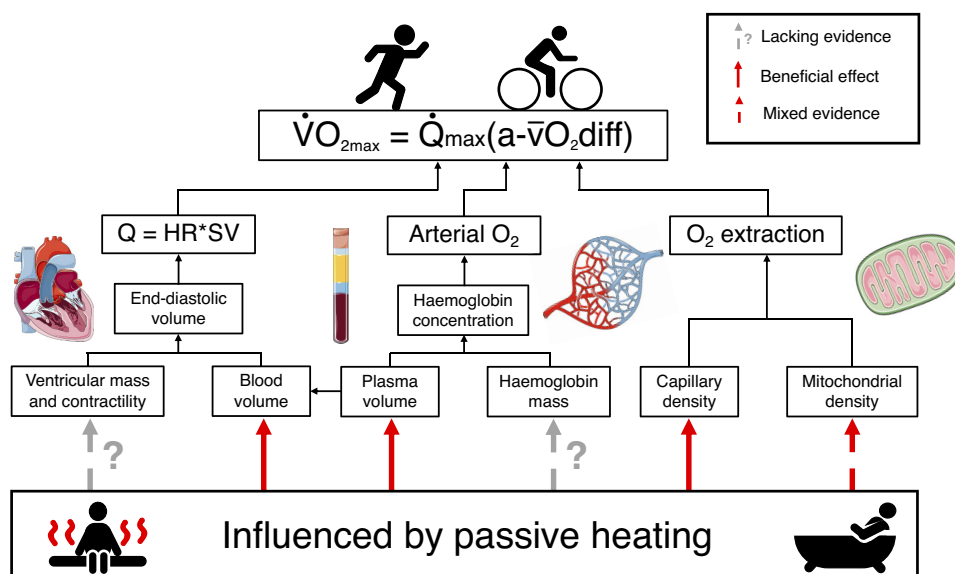 ? Lacking evidence
Beneficial effect
Mixed evidence
V̇O₂max = Q̇max(a-v̄O₂diff)
Q = HR*SV
Arterial O₂
O₂ extraction
End-diastolic
volume
Haemoglobin
concentration
Ventricular mass
and contractility
Blood
volume
Plasma
volume
Haemoglobin
mass
Capillary
density
Mitochondrial
density
?
?
Influenced by passive heating